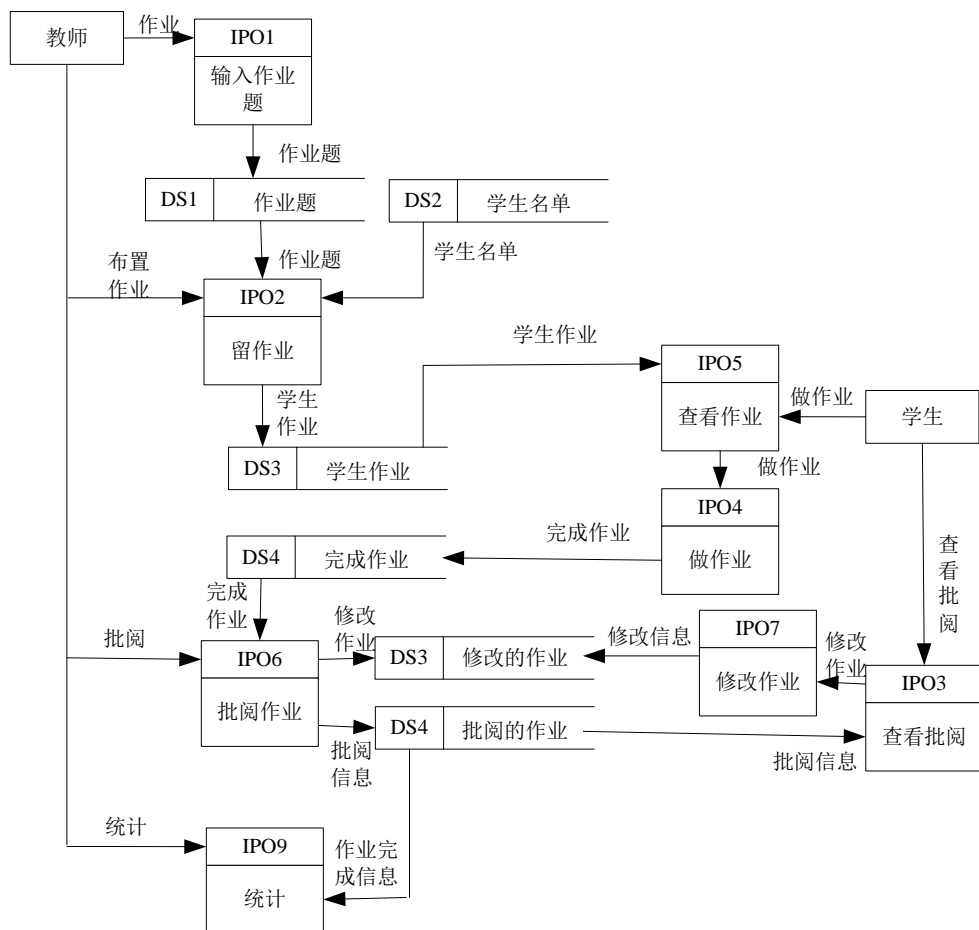 教师
作业
IPO1
输入作业
题
作业题
DS1
作业题
DS2
学生名单
布置
作业
作业题
学生名单
IPO2
留作业
学生作业
IPO5
查看作业
做作业
学生
学生
作业
DS3
学生作业
做作业
IPO4
做作业
完成作业
DS4
完成作业
查
看
批
阅
完成
作业
批阅
IPO6
批阅作业
修改
作业
DS3
修改的作业
修改信息
IPO7
修改作业
修改
作业
IPO3
查看批阅
批阅
信息
DS4
批阅的作业
批阅信息
统计
IPO9
统计
作业完
成信息